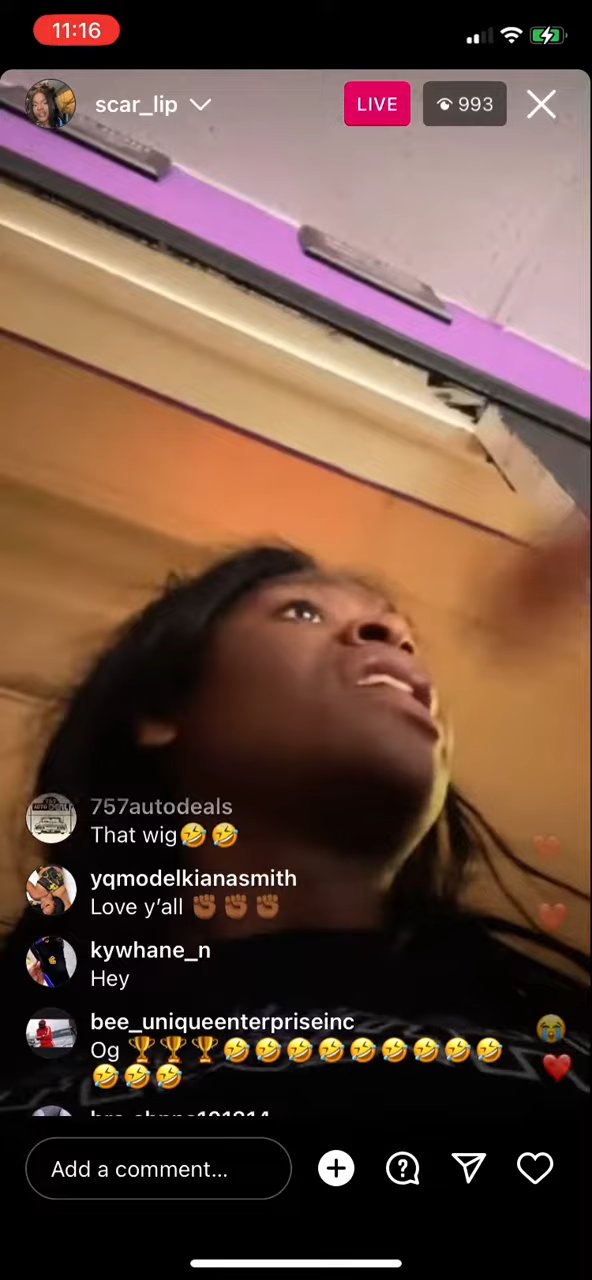 11:16
scar_lip
LIVE
993
757autodeals
That wig🤣🤣
yqmodelkianasmith
Love y’all ✊🏾✊🏾✊🏾
kywhane_n
Hey
bee_uniqueenterpriseinc
Og 🏆🏆🏆🤣🤣🤣🤣🤣🤣🤣🤣🤣
🤣🤣🤣
Add a comment...